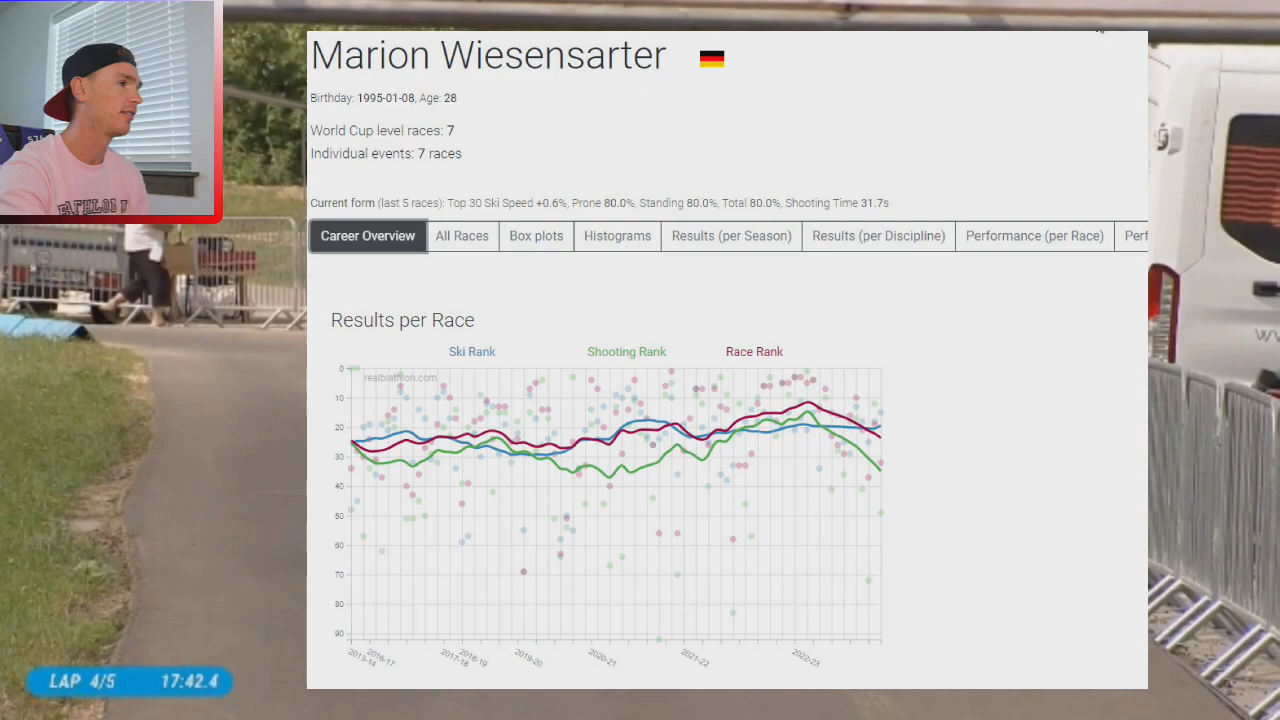 Marion Wiesensarter
Birthday: 1995-01-08, Age: 28
World Cup level races: 7
Individual events: 7 races
Current form (last 5 races): Top 30 Ski Speed +0.6%, Prone 80.0%, Standing 80.0%, Total 80.0%, Shooting Time 31.7s
Career Overview All Races Box plots Histograms Results (per Season) Results (per Discipline) Performance (per Race) Perf
Results per Race
Ski Rank Shooting Rank Race Rank
realbiathlon.com
0
10
20
30
40
50
60
70
80
90
2013-14 2016-17 2017-18 2018-19 2019-20 2020-21 2021-22 2022-23
LAP 4/5 17:42.4